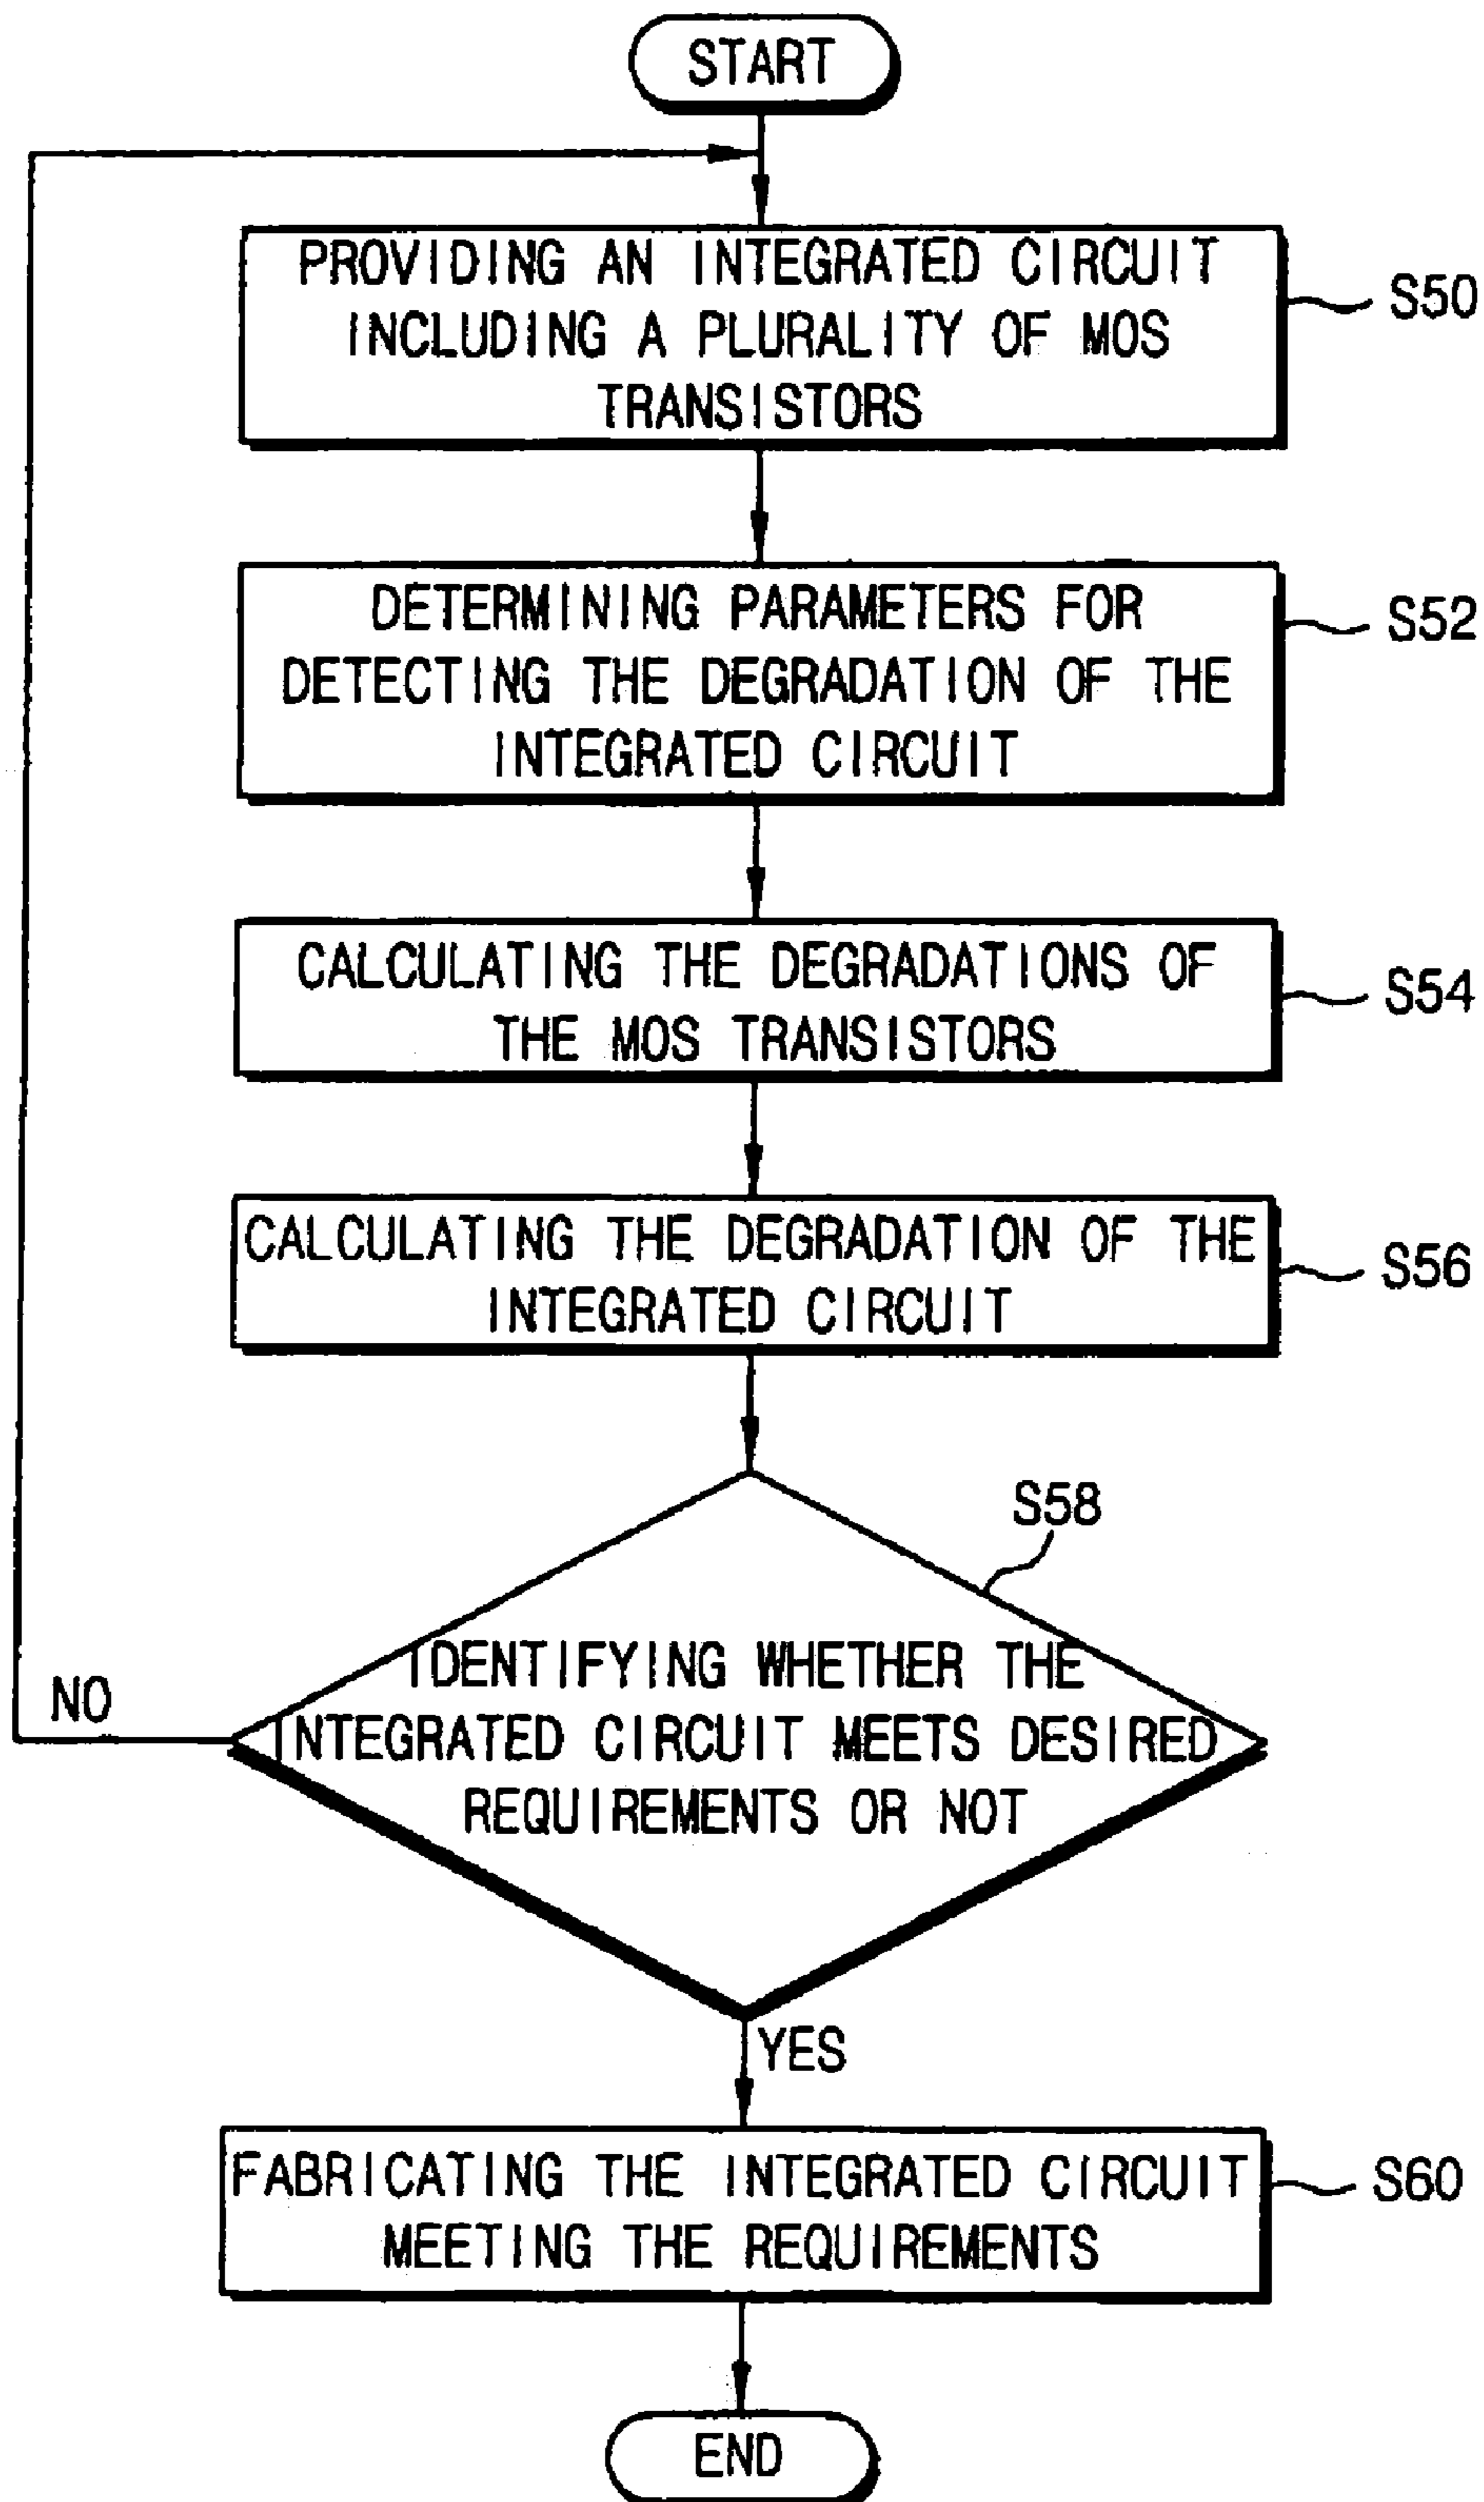 START
PROVIDING AN INTEGRATED CIRCUIT
INCLUDING A PLURALITY OF MOS
TRANSISTORS
S50
DETERMINING PARAMETERS FOR
DETECTING THE DEGRADATION OF THE
INTEGRATED CIRCUIT
S52
CALCULATING THE DEGRADATIONS OF
THE MOS TRANSISTORS
S54
CALCULATING THE DEGRADATION OF THE
INTEGRATED CIRCUIT
S56
S58
IDENTIFYING WHETHER THE
INTEGRATED CIRCUIT MEETS DESIRED
REQUIREMENTS OR NOT
NO
YES
FABRICATING THE INTEGRATED CIRCUIT
MEETING THE REQUIREMENTS
S60
END